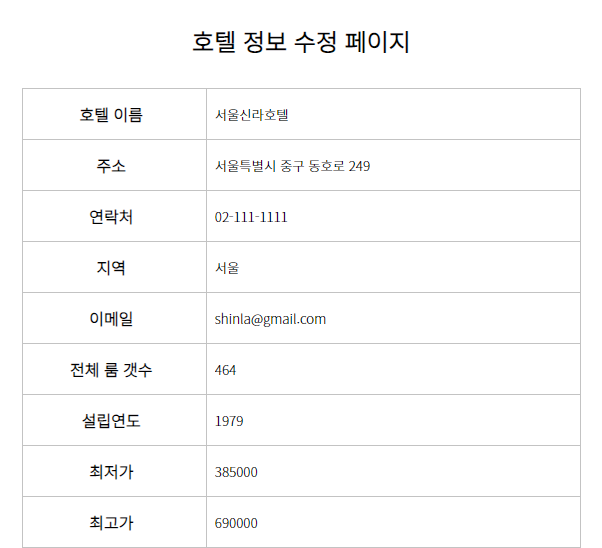 호텔 정보 수정 페이지
호텔 이름 서울신라호텔
주소 서울특별시 중구 동호로 249
연락처 02-111-1111
지역 서울
이메일 shinla@gmail.com
전체 룸 갯수 464
설립연도 1979
최저가 385000
최고가 690000